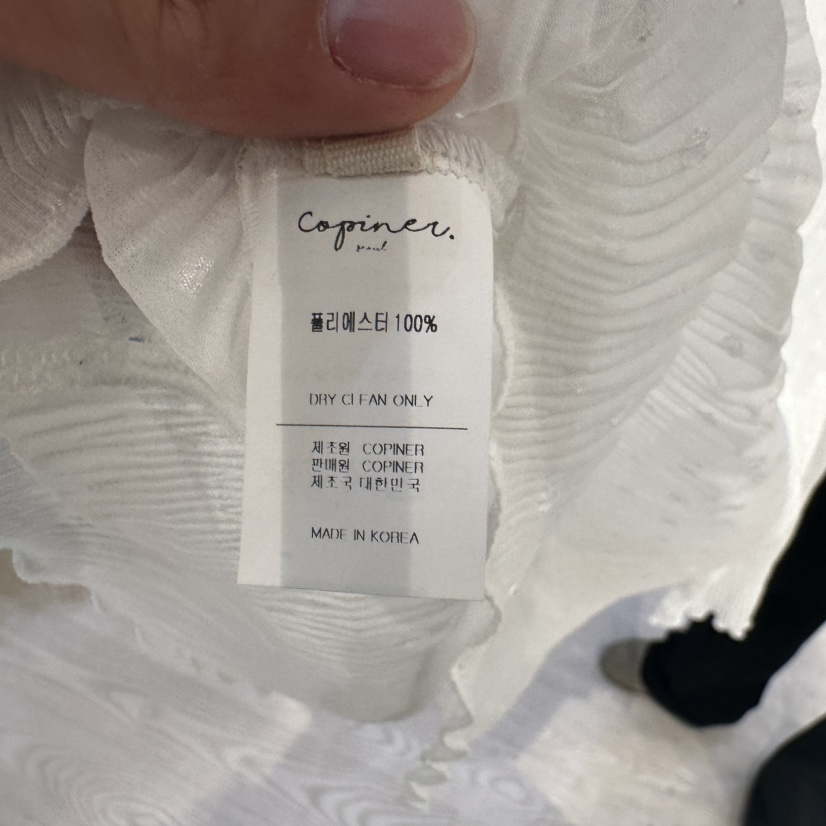 Copiner.
seoul
폴리에스터 100%
DRY CLEAN ONLY
제조원 COPINER
판매원 COPINER
제조국 대한민국
MADE IN KOREA